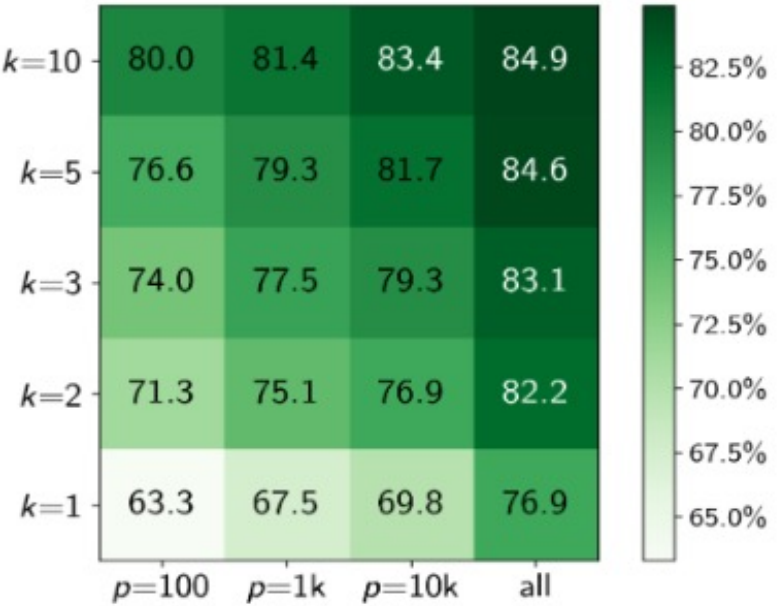 k=10 80.0 81.4 83.4 84.9
82.5%
80.0%
k=5 76.6 79.3 81.7 84.6
77.5%
75.0%
k=3 74.0 77.5 79.3 83.1
72.5%
70.0%
k=2 71.3 75.1 76.9 82.2
67.5%
k=1 63.3 67.5 69.8 76.9
65.0%
p=100 p=1k p=10k all